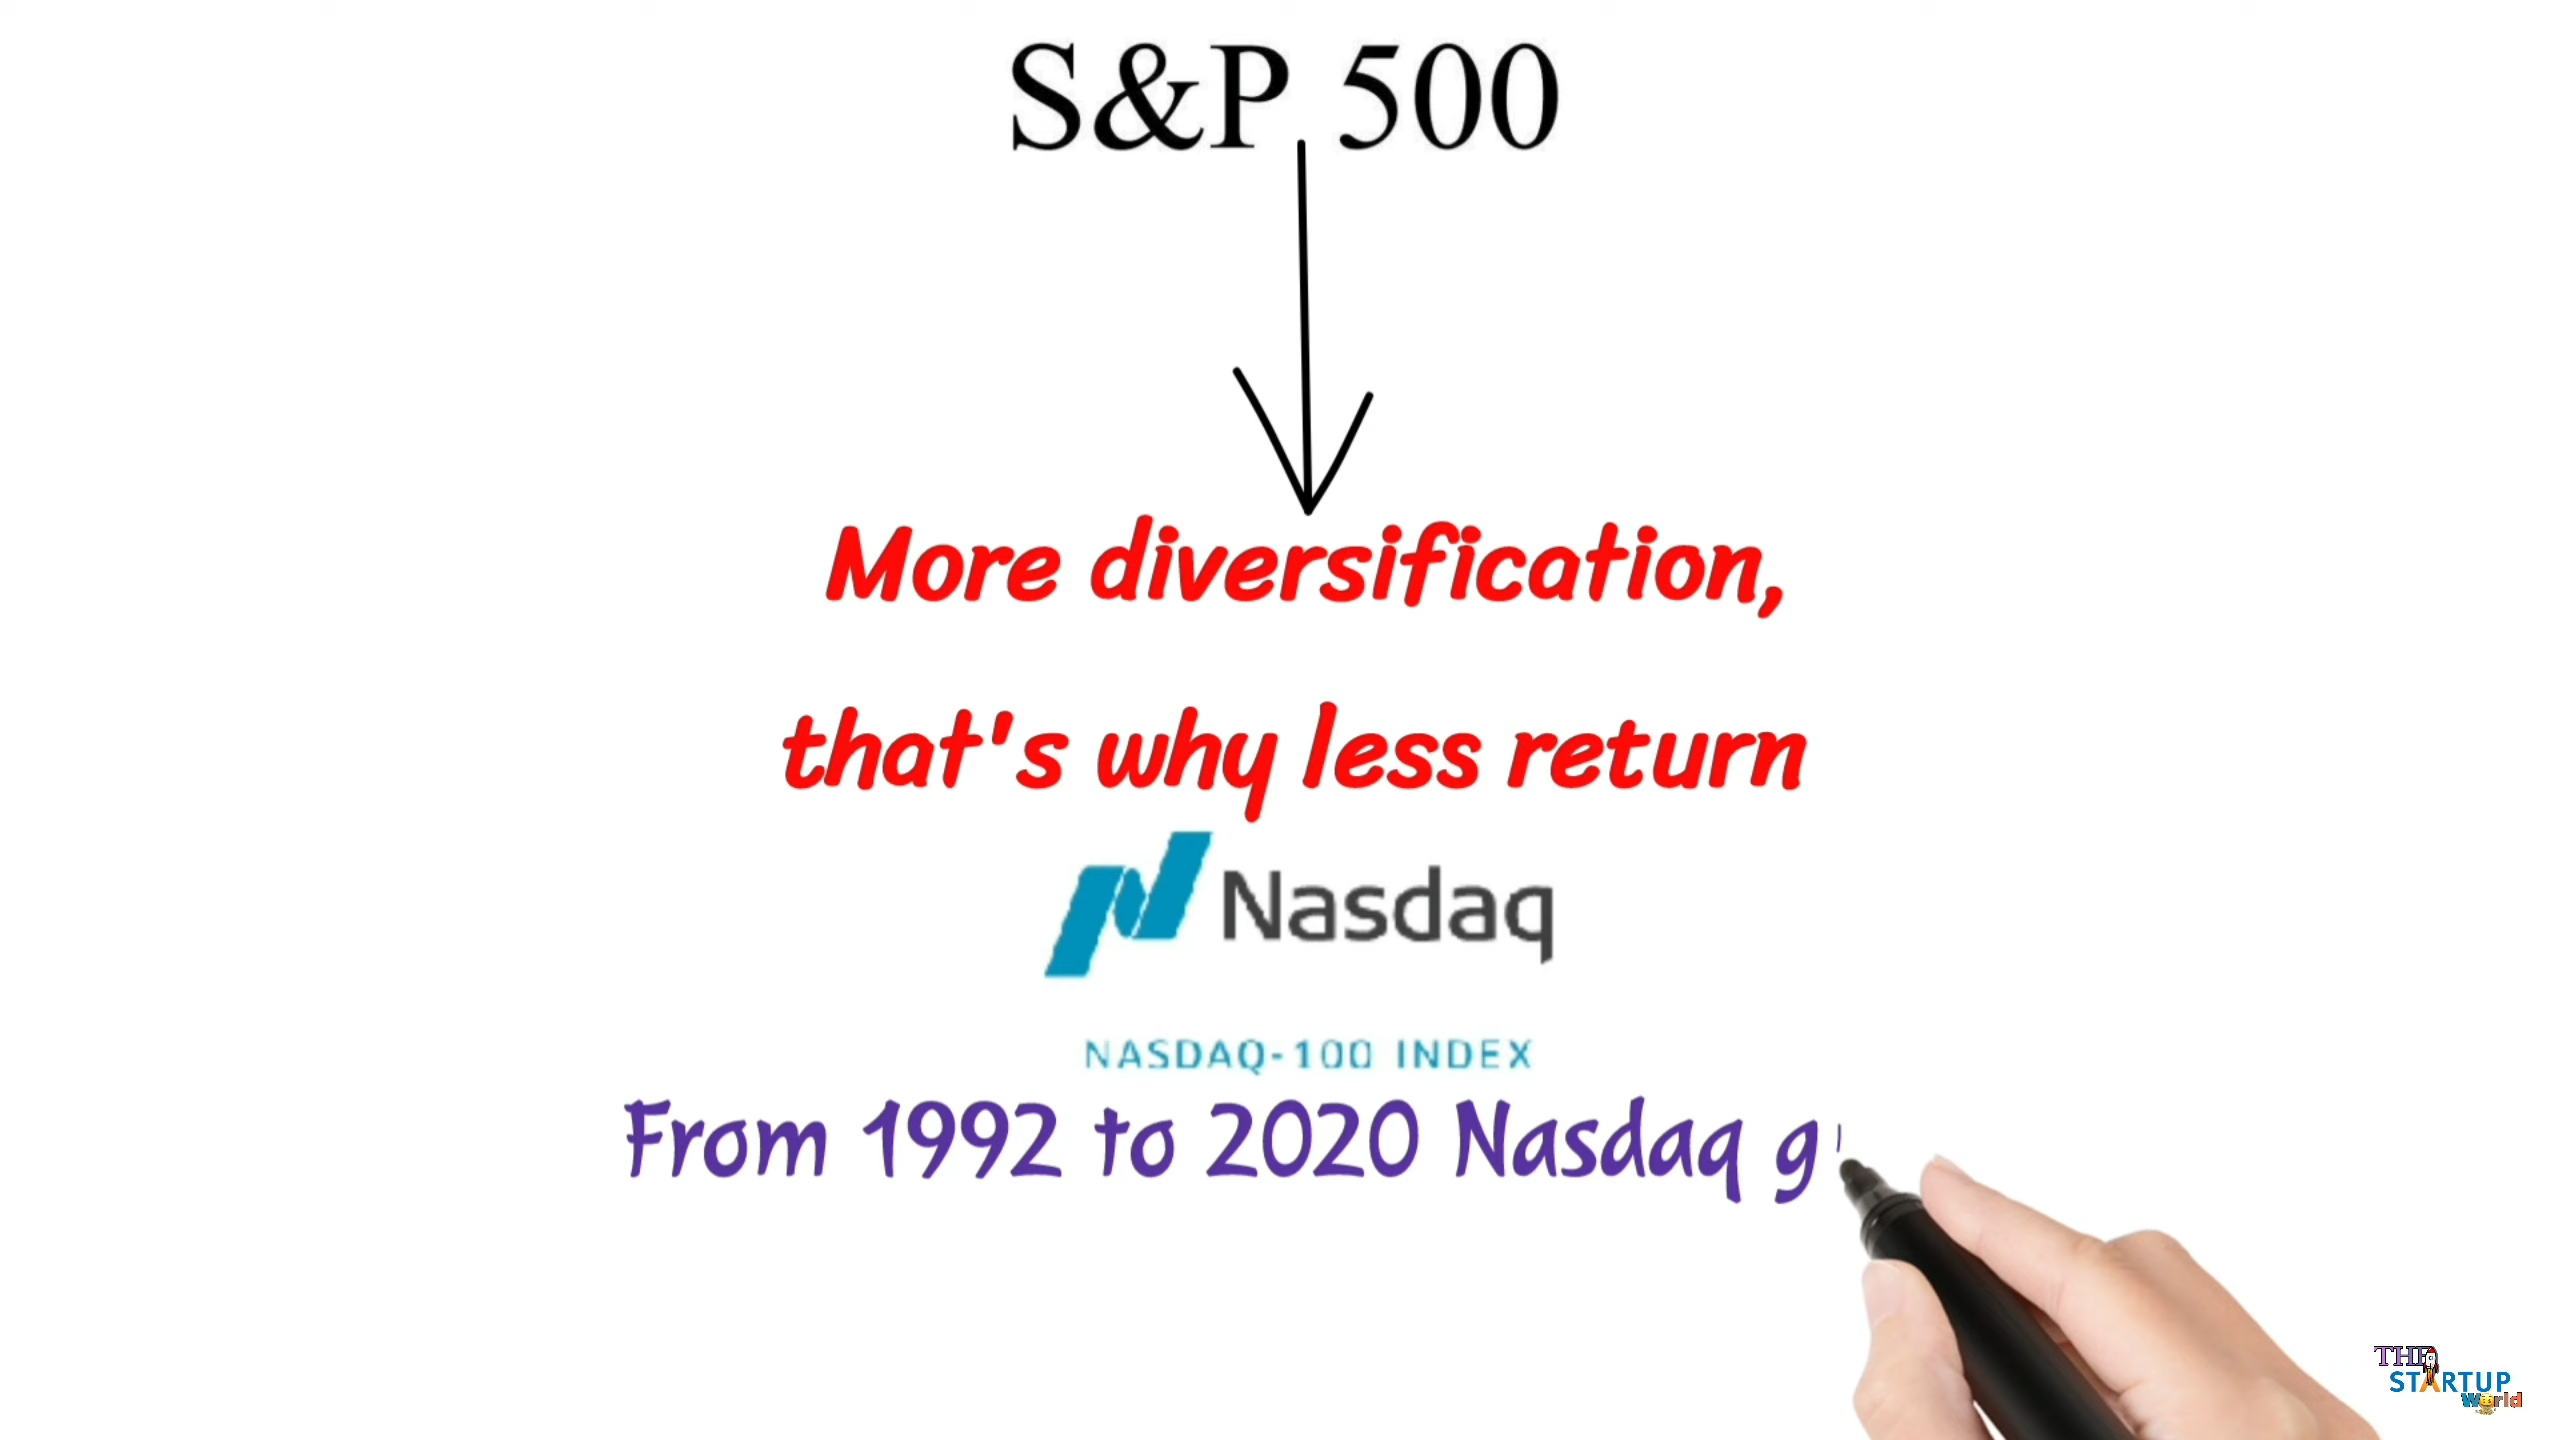 S&P 500
More diversification,
that's why less return
Nasdaq
NASDAQ-100 INDEX
From 1992 to 2020 Nasdaq g
THE
STARTUP
World